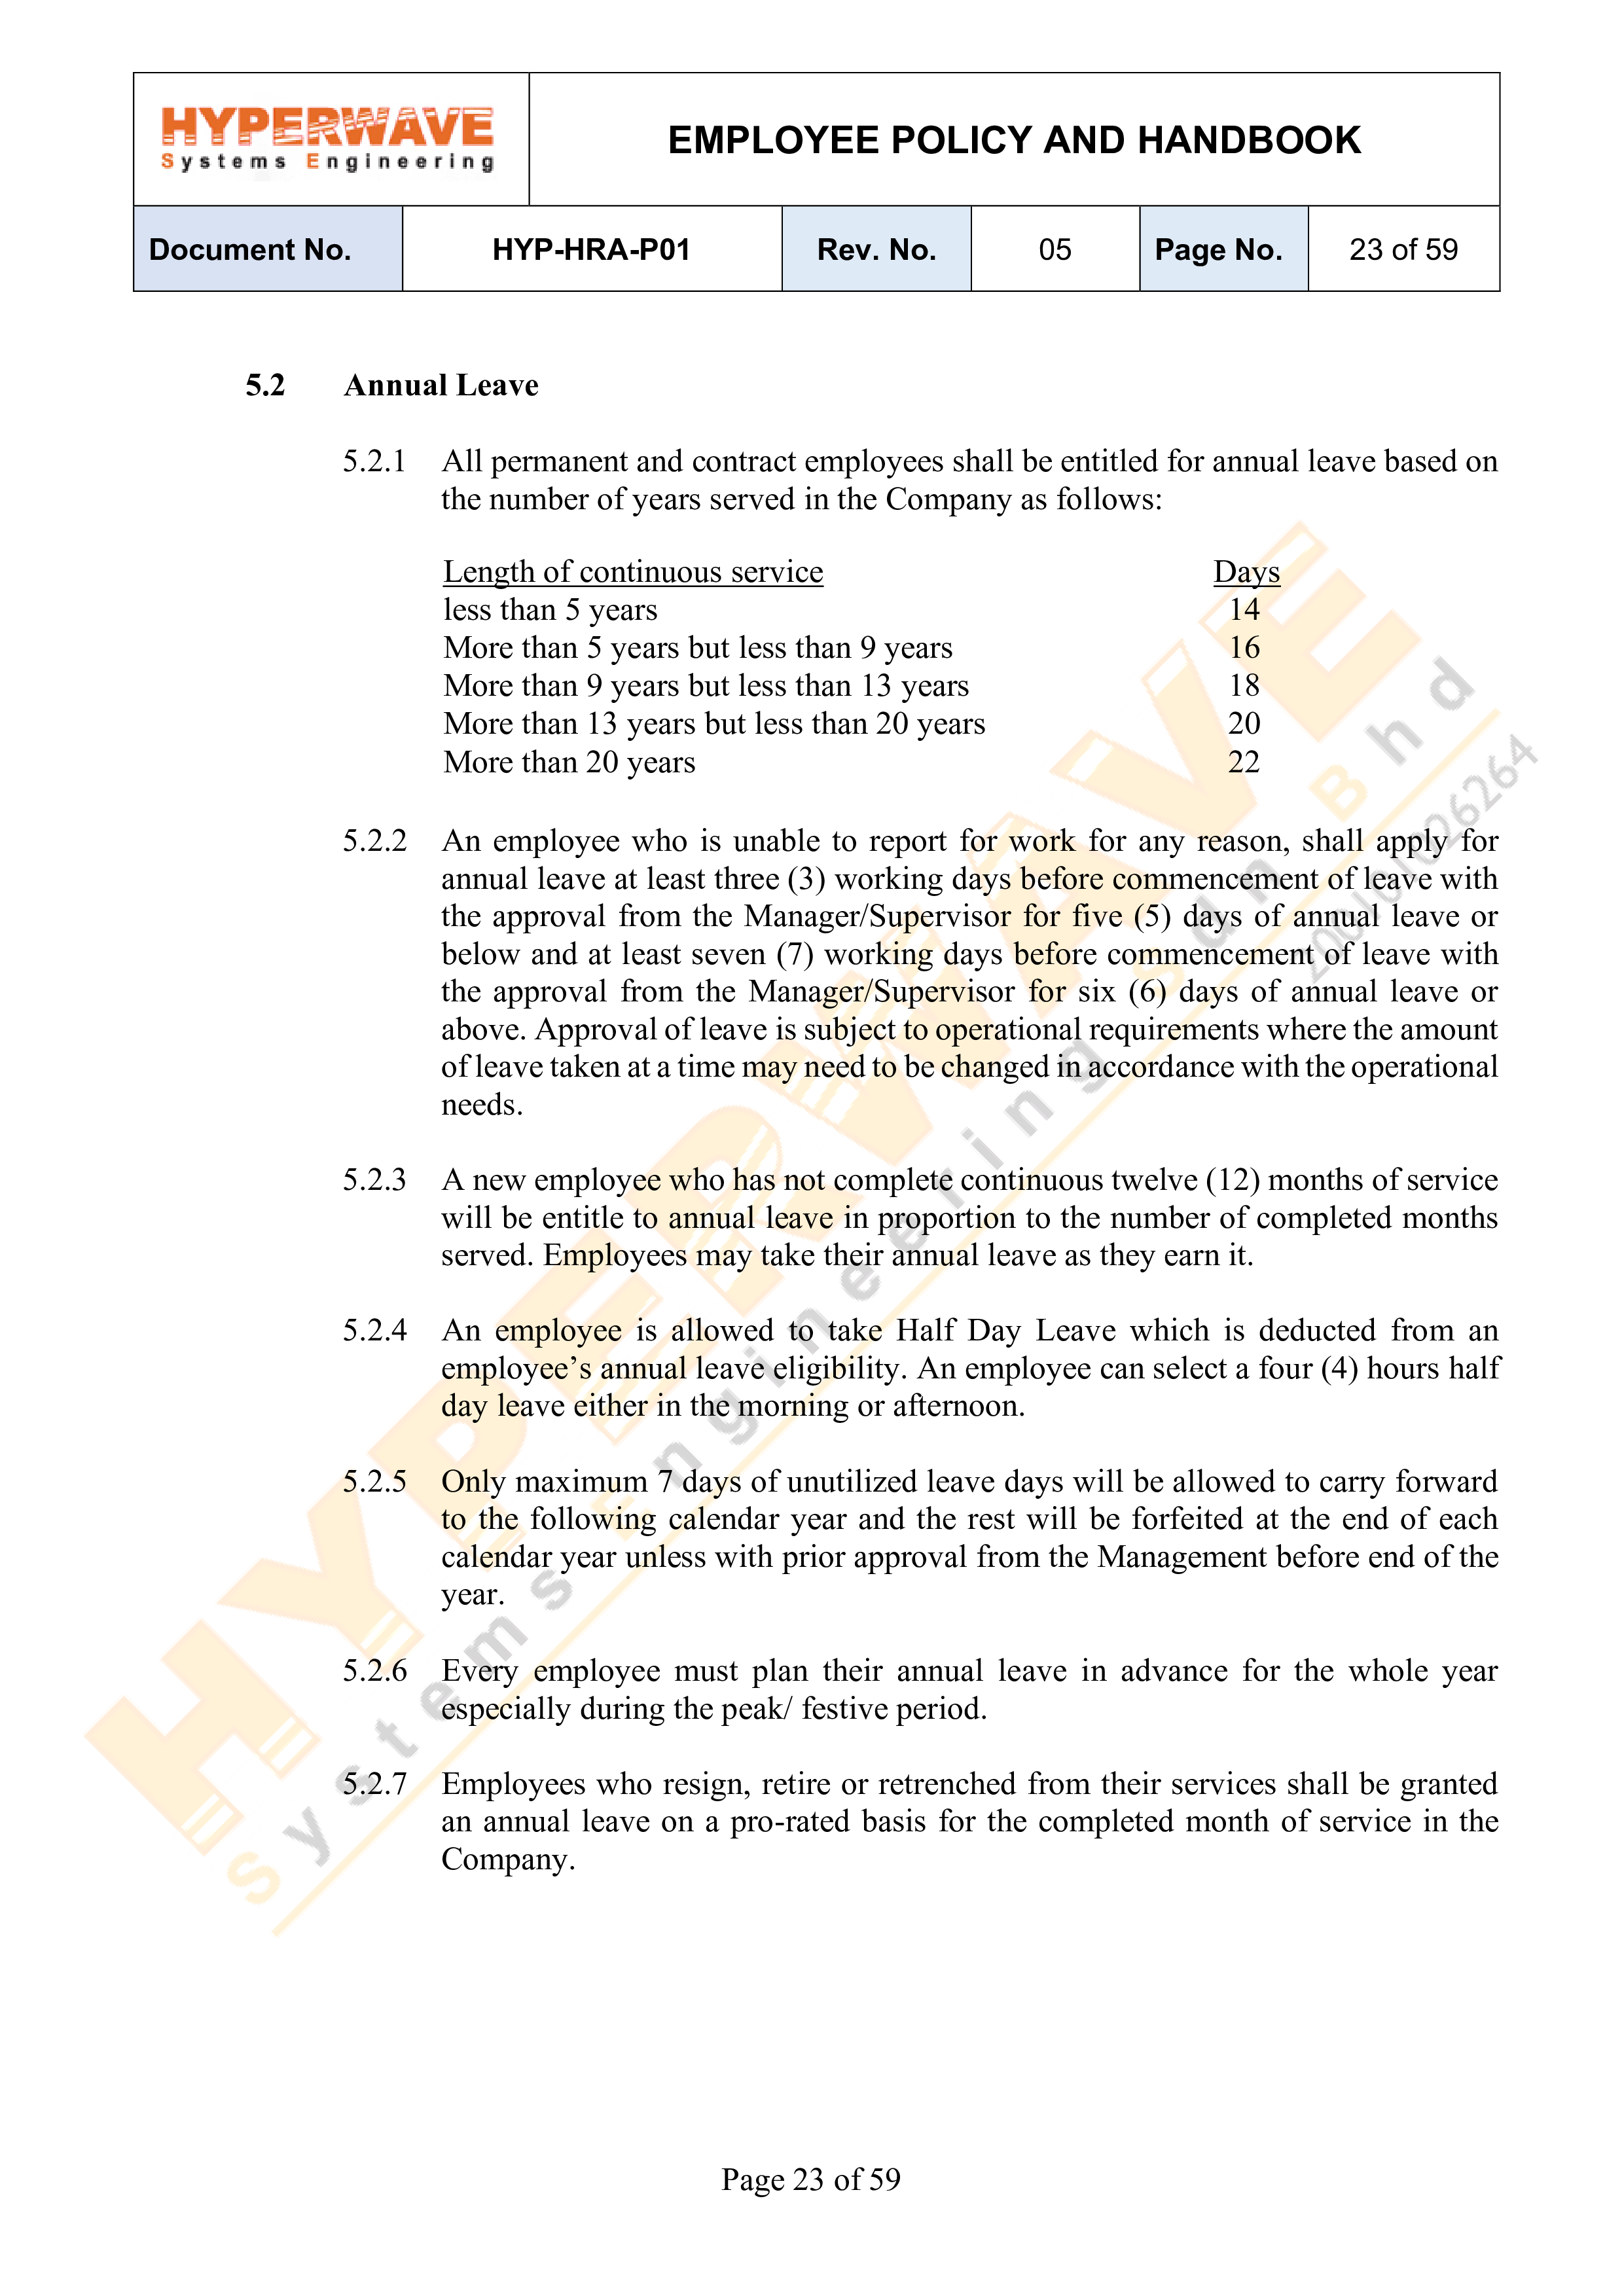 HYPERWAVE
Systems Engineering
EMPLOYEE POLICY AND HANDBOOK
Document No. HYP-HRA-P01 Rev. No. 05 Page No. 23 of 59
5.2 Annual Leave
5.2.1 All permanent and contract employees shall be entitled for annual leave based on
the number of years served in the Company as follows:
Length of continuous service Days
less than 5 years 14
More than 5 years but less than 9 years 16
More than 9 years but less than 13 years 18
More than 13 years but less than 20 years 20
More than 20 years 22
5.2.2 An employee who is unable to report for work for any reason, shall apply for
annual leave at least three (3) working days before commencement of leave with
the approval from the Manager/Supervisor for five (5) days of annual leave or
below and at least seven (7) working days before commencement of leave with
the approval from the Manager/Supervisor for six (6) days of annual leave or
above. Approval of leave is subject to operational requirements where the amount
of leave taken at a time may need to be changed in accordance with the operational
needs.
5.2.3 A new employee who has not complete continuous twelve (12) months of service
will be entitle to annual leave in proportion to the number of completed months
served. Employees may take their annual leave as they earn it.
5.2.4 An employee is allowed to take Half Day Leave which is deducted from an
employee’s annual leave eligibility. An employee can select a four (4) hours half
day leave either in the morning or afternoon.
5.2.5 Only maximum 7 days of unutilized leave days will be allowed to carry forward
to the following calendar year and the rest will be forfeited at the end of each
calendar year unless with prior approval from the Management before end of the
year.
5.2.6 Every employee must plan their annual leave in advance for the whole year
especially during the peak/ festive period.
5.2.7 Employees who resign, retire or retrenched from their services shall be granted
an annual leave on a pro-rated basis for the completed month of service in the
Company.
HYPERWAVE
Systems Engineering Sdn Bhd
200101026264
Page 23 of 59